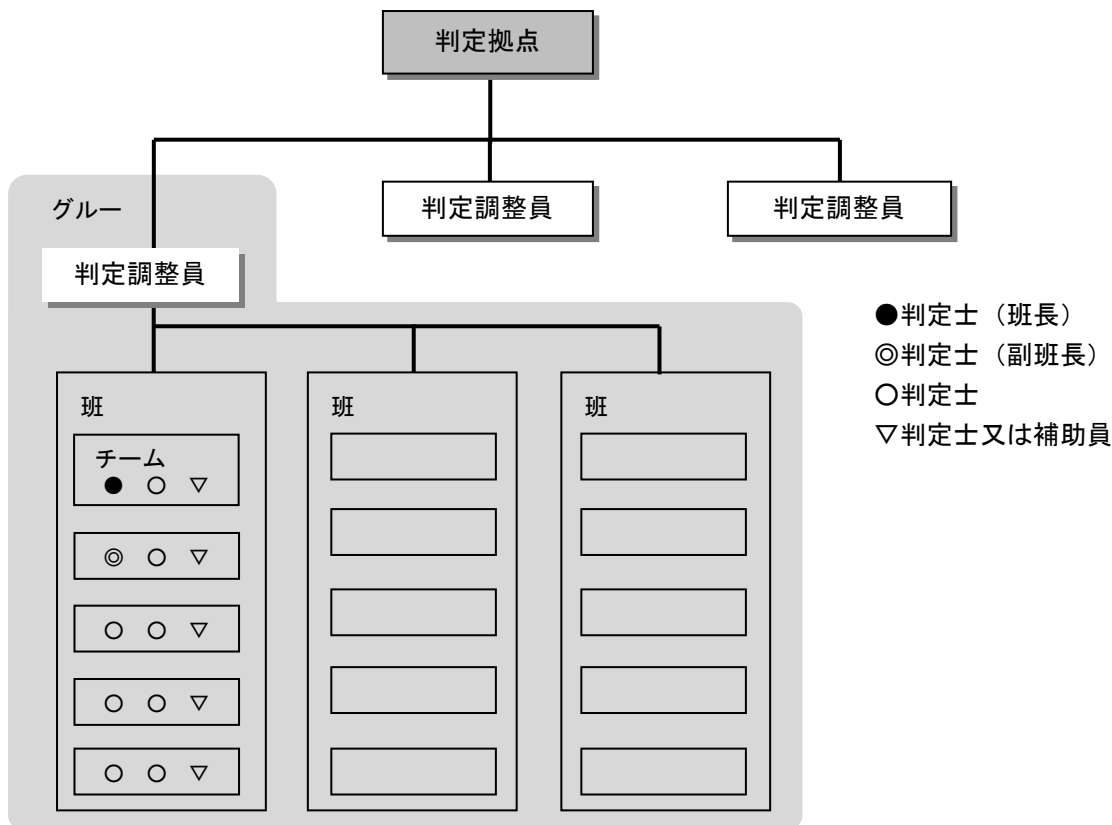 判定拠点
判定調整員
判定調整員
グルー
判定調整員
●判定士（班長）
◎判定士（副班長）
○判定士
▽判定士又は補助員
班
班
班
チーム
● ○ ▽
◎ ○ ▽
○ ○ ▽
○ ○ ▽
○ ○ ▽